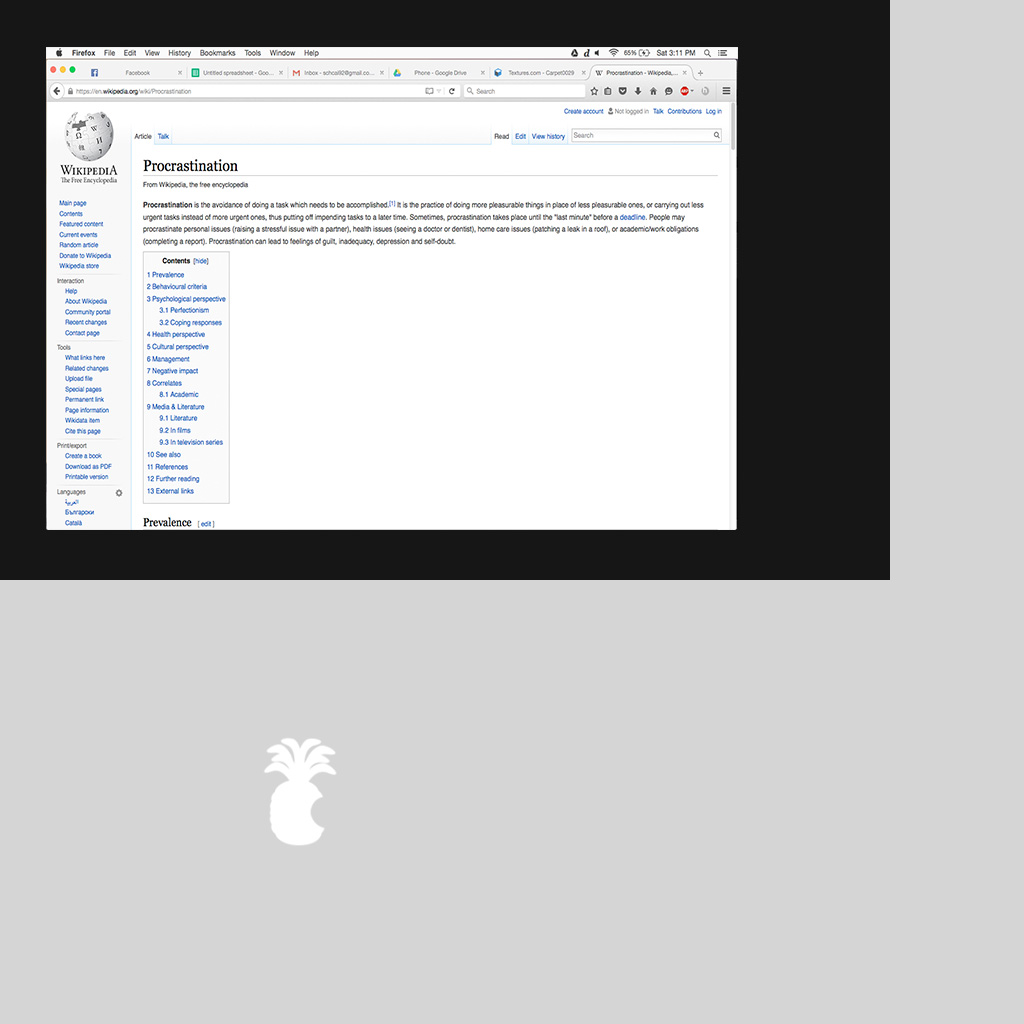 Firefox File Edit View History Bookmarks Tools Window Help 65% Sat 3:11 PM
Facebook Untitled spreadsheet - Goo... Inbox - schcal92@gmail.co... Phone - Google Drive Textures.com - Carpet0029 Procrastination - Wikipedia,...
https://en.wikipedia.org/wiki/Procrastination Search
Create account Not logged in Talk Contributions Log in
Article Talk Read Edit View history Search
WIKIPEDIA
The Free Encyclopedia
Main page
Contents
Featured content
Current events
Random article
Donate to Wikipedia
Wikipedia store
Interaction
Help
About Wikipedia
Community portal
Recent changes
Contact page
Tools
What links here
Related changes
Upload file
Special pages
Permanent link
Page information
Wikidata item
Cite this page
Print/export
Create a book
Download as PDF
Printable version
Languages
العربية
Български
Català
Procrastination
From Wikipedia, the free encyclopedia
Procrastination is the avoidance of doing a task which needs to be accomplished.[1] It is the practice of doing more pleasurable things in place of less pleasurable ones, or carrying out less
urgent tasks instead of more urgent ones, thus putting off impending tasks to a later time. Sometimes, procrastination takes place until the "last minute" before a deadline. People may
procrastinate personal issues (raising a stressful issue with a partner), health issues (seeing a doctor or dentist), home care issues (patching a leak in a roof), or academic/work obligations
(completing a report). Procrastination can lead to feelings of guilt, inadequacy, depression and self-doubt.
Contents [hide]
1 Prevalence
2 Behavioural criteria
3 Psychological perspective
3.1 Perfectionism
3.2 Coping responses
4 Health perspective
5 Cultural perspective
6 Management
7 Negative impact
8 Correlates
8.1 Academic
9 Media & Literature
9.1 Literature
9.2 In films
9.3 In television series
10 See also
11 References
12 Further reading
13 External links
Prevalence [ edit ]